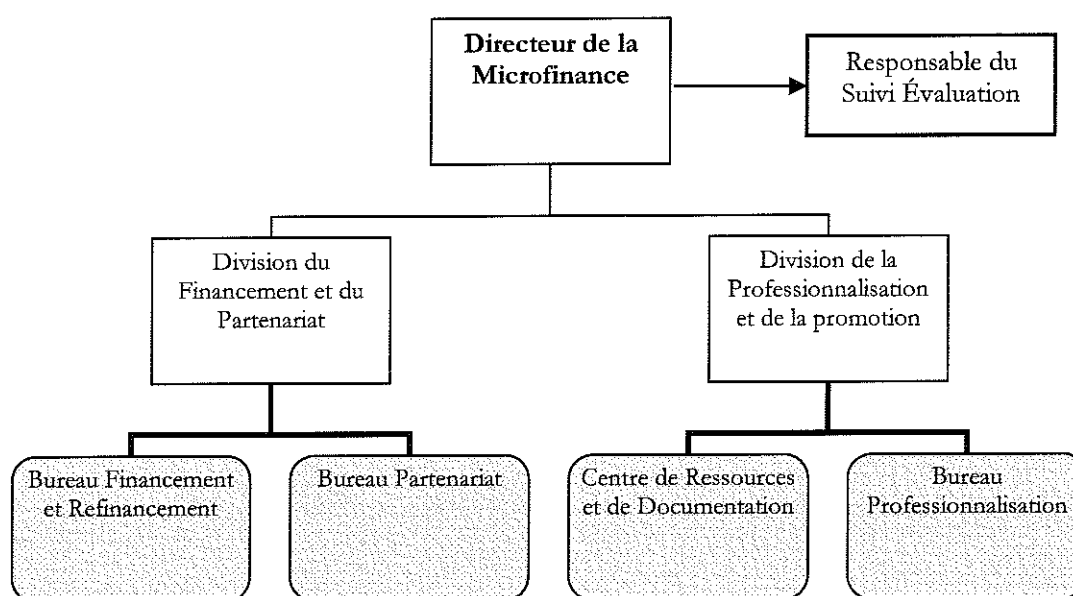 Directeur de la
Microfinance
Responsable du
Suivi Évaluation
Division du
Financement et du
Partenariat
Division de la
Professionnalisation
et de la promotion
Bureau Financement
et Refinancement
Bureau Partenariat
Centre de Ressources
et de Documentation
Bureau
Professionnalisation